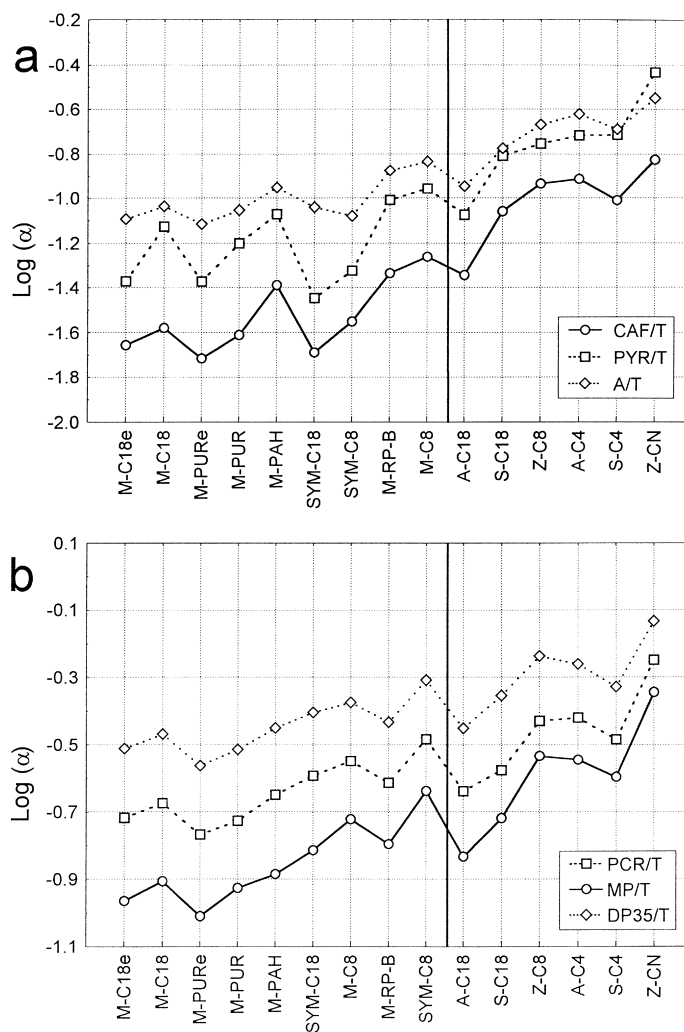 a
Log (α)
-0.2
-0.4
-0.6
-0.8
-1.0
-1.2
-1.4
-1.6
-1.8
-2.0
CAF/T
PYR/T
A/T
M-C18e
M-C18
M-PURe
M-PUR
M-PAH
SYM-C18
SYM-C8
M-RP-B
M-C8
A-C18
S-C18
Z-C8
A-C4
S-C4
Z-CN
b
Log (α)
0.1
-0.1
-0.3
-0.5
-0.7
-0.9
-1.1
PCR/T
MP/T
DP35/T
M-C18e
M-C18
M-PURe
M-PUR
M-PAH
SYM-C18
M-C8
M-RP-B
SYM-C8
A-C18
S-C18
Z-C8
A-C4
S-C4
Z-CN